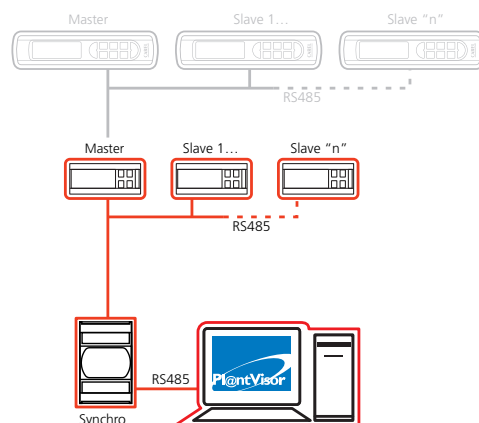 Master
Slave 1...
Slave “n”
RS485
Master
Slave 1...
Slave “n”
RS485
RS485
Pl@ntVisor
Synchro